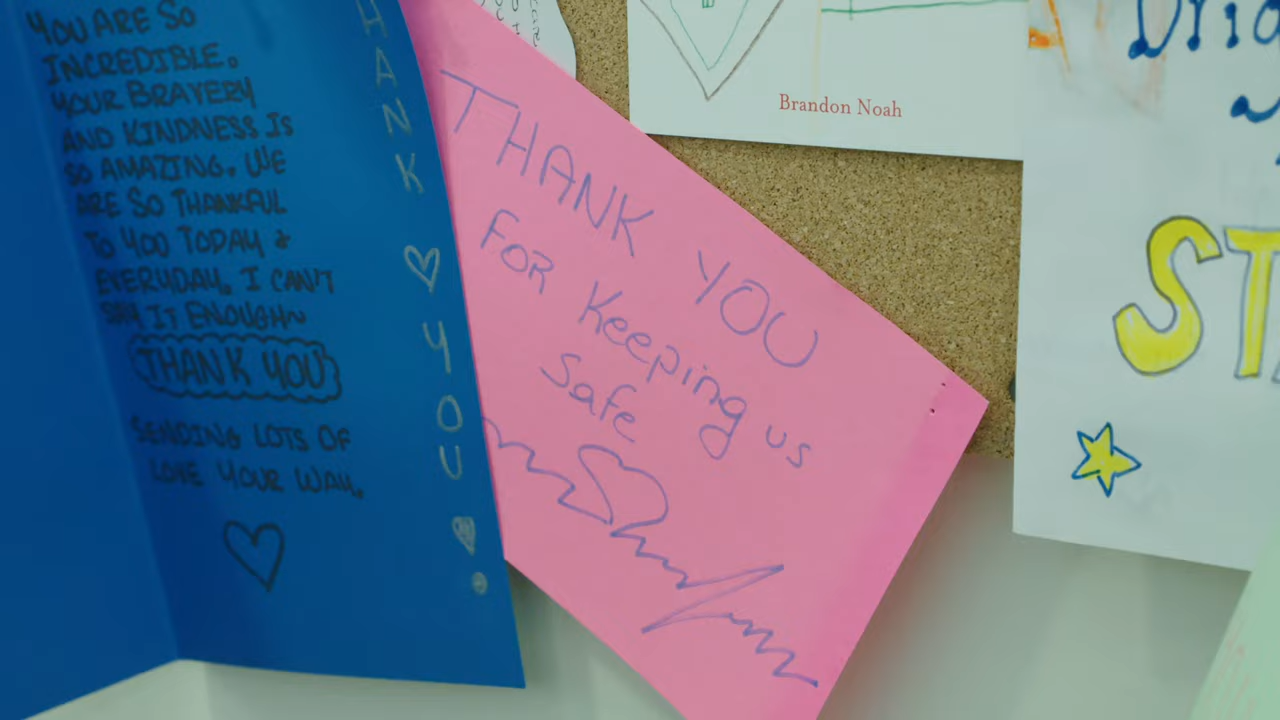 YOU ARE SO
INCREDIBLE.
YOUR BRAVERY
AND KINDNESS IS
SO AMAZING. WE
ARE SO THANKFUL
TO YOU TODAY &
EVERYDAY. I CAN'T
SAY IT ENOUGH~
THANK YOU
SENDING LOTS OF
LOVE YOUR WAY.
THANK
YOU
THANK YOU
FOR Keeping us
Safe
Brandon Noah